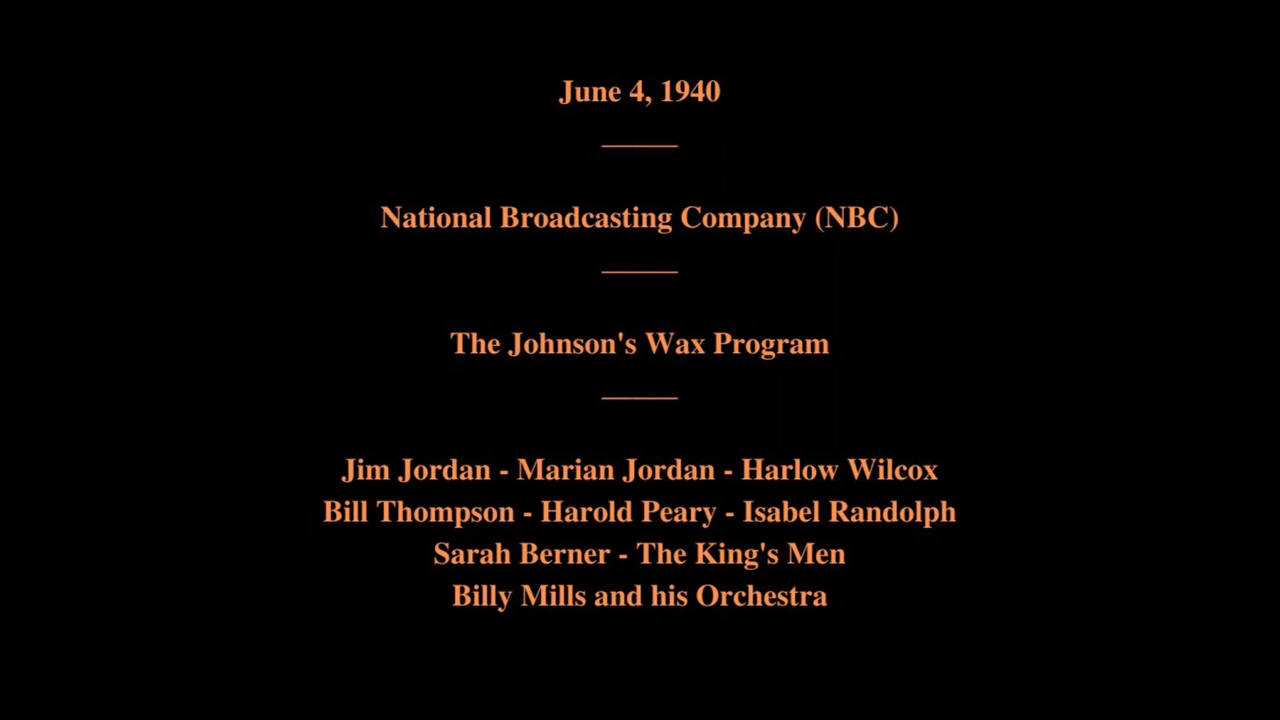 June 4, 1940
National Broadcasting Company (NBC)
The Johnson's Wax Program
Jim Jordan - Marian Jordan - Harlow Wilcox
Bill Thompson - Harold Peary - Isabel Randolph
Sarah Berner - The King's Men
Billy Mills and his Orchestra